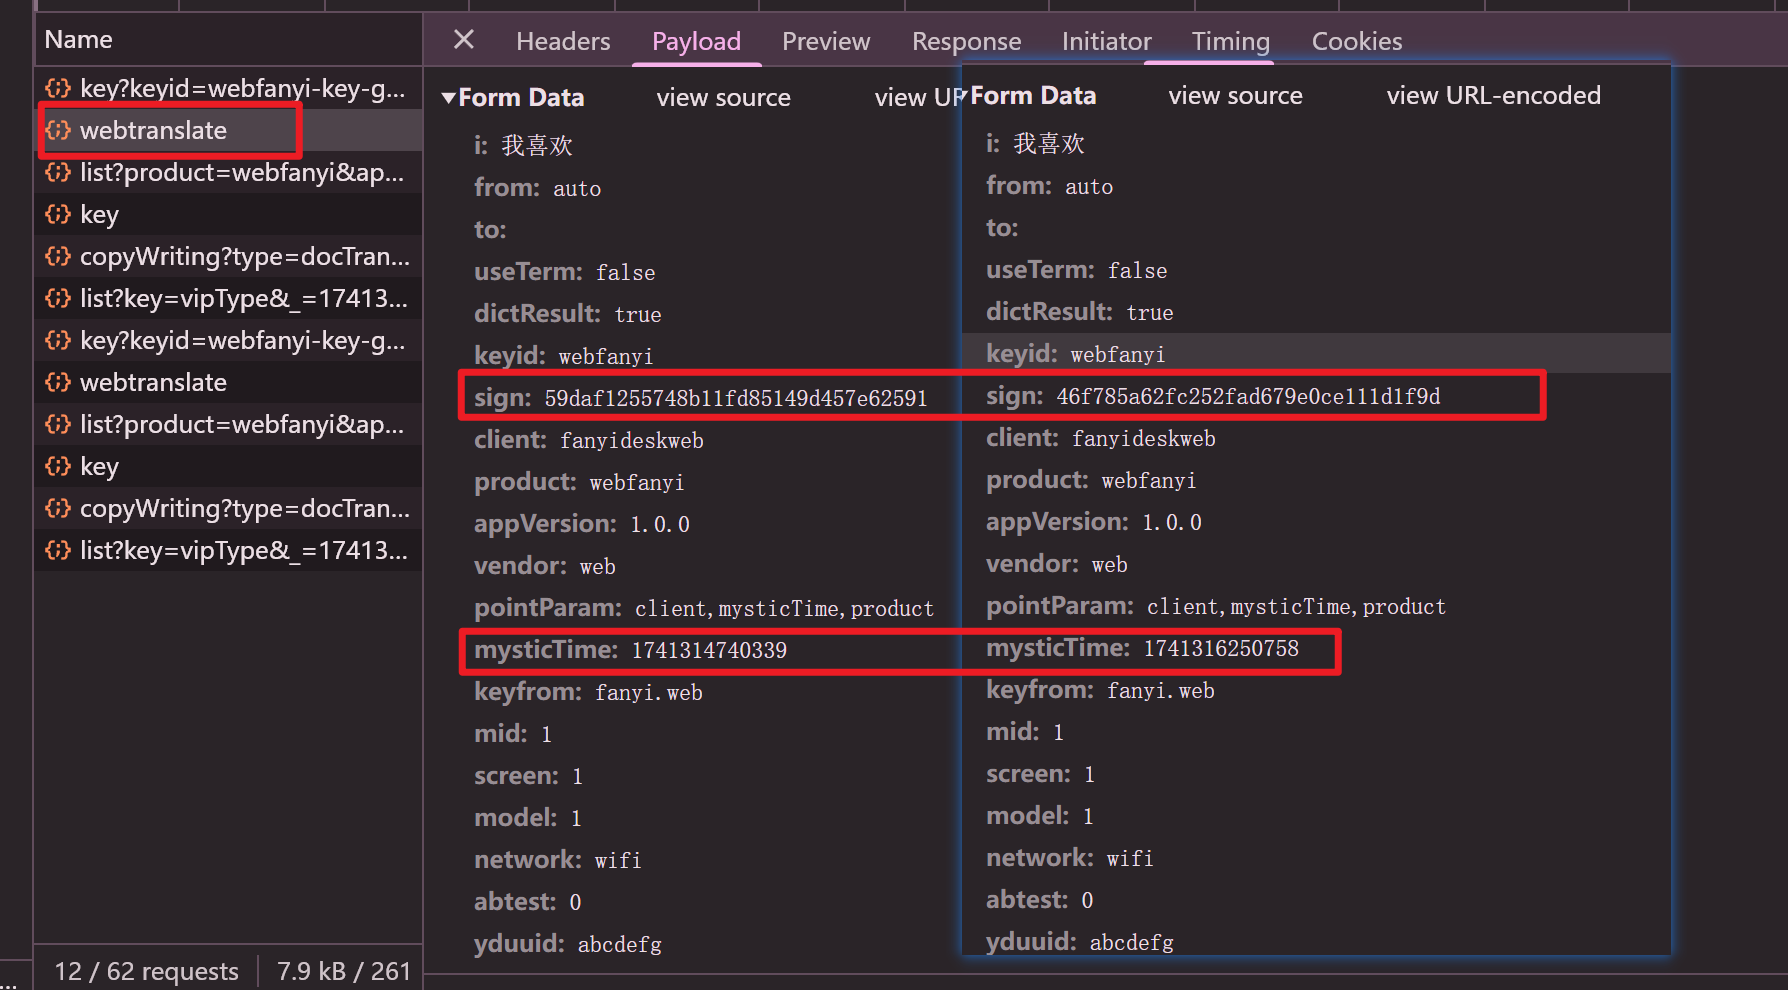 Name
key?keyid=webfanyi-key-g...
webtranslate
list?product=webfanyi&ap...
key
copyWriting?type=docTran...
list?key=vipType&_=17413...
key?keyid=webfanyi-key-g...
webtranslate
list?product=webfanyi&ap...
key
copyWriting?type=docTran...
list?key=vipType&_=17413...
12 / 62 requests 7.9 kB / 261
...
Headers Payload Preview Response Initiator Timing Cookies
Form Data view source view UR
i: 我喜欢
from: auto
to:
useTerm: false
dictResult: true
keyid: webfanyi
sign: 59daf1255748b11fd85149d457e62591
client: fanyideskweb
product: webfanyi
appVersion: 1.0.0
vendor: web
pointParam: client,mysticTime,product
mysticTime: 1741314740339
keyfrom: fanyi.web
mid: 1
screen: 1
model: 1
network: wifi
abtest: 0
yduuid: abcdefg
Form Data view source view URL-encoded
i: 我喜欢
from: auto
to:
useTerm: false
dictResult: true
keyid: webfanyi
sign: 46f785a62fc252fad679e0ce111d1f9d
client: fanyideskweb
product: webfanyi
appVersion: 1.0.0
vendor: web
pointParam: client,mysticTime,product
mysticTime: 1741316250758
keyfrom: fanyi.web
mid: 1
screen: 1
model: 1
network: wifi
abtest: 0
yduuid: abcdefg